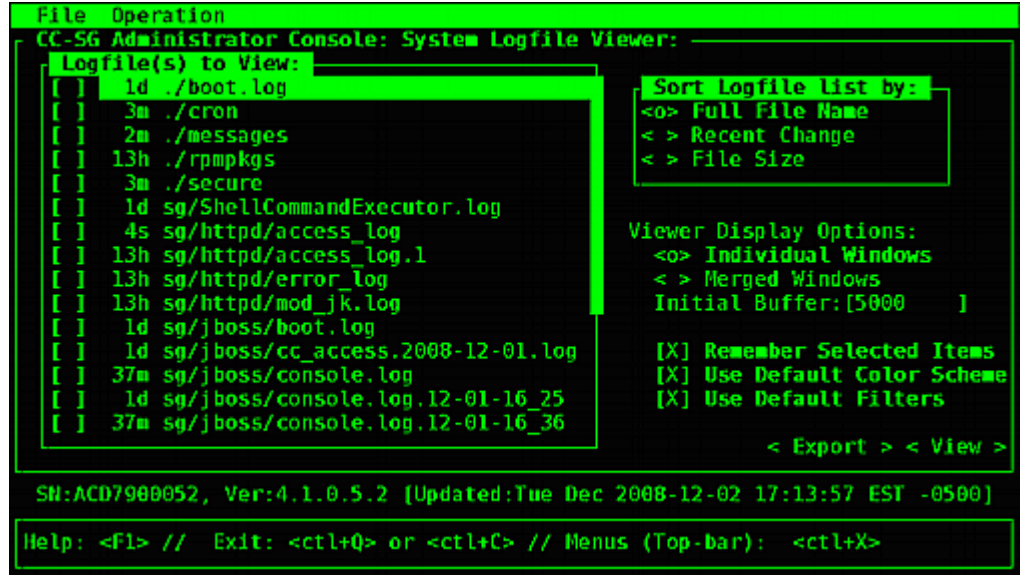 File Operation
CC-SG Administrator Console: System Logfile Viewer:
Logfile(s) to View:
[ ] 1d ./boot.log
[ ] 3m ./cron
[ ] 2m ./messages
[ ] 13h ./rpmpkgs
[ ] 3m ./secure
[ ] 1d sg/ShellCommandExecutor.log
[ ] 4s sg/httpd/access_log
[ ] 13h sg/httpd/access_log.1
[ ] 13h sg/httpd/error_log
[ ] 13h sg/httpd/mod_jk.log
[ ] 1d sg/jboss/boot.log
[ ] 1d sg/jboss/cc_access.2008-12-01.log
[ ] 37m sg/jboss/console.log
[ ] 1d sg/jboss/console.log.12-01-16_25
[ ] 37m sg/jboss/console.log.12-01-16_36
Sort Logfile list by:
<o> Full File Name
< > Recent Change
< > File Size
Viewer Display Options:
<o> Individual Windows
< > Merged Windows
Initial Buffer:[5000 ]
[X] Remember Selected Items
[X] Use Default Color Scheme
[X] Use Default Filters
< Export > < View >
SN:ACD7900052, Ver:4.1.0.5.2 [Updated:Tue Dec 2008-12-02 17:13:57 EST -0500]
Help: <F1> // Exit: <ctl+Q> or <ctl+C> // Menus (Top-bar): <ctl+X>